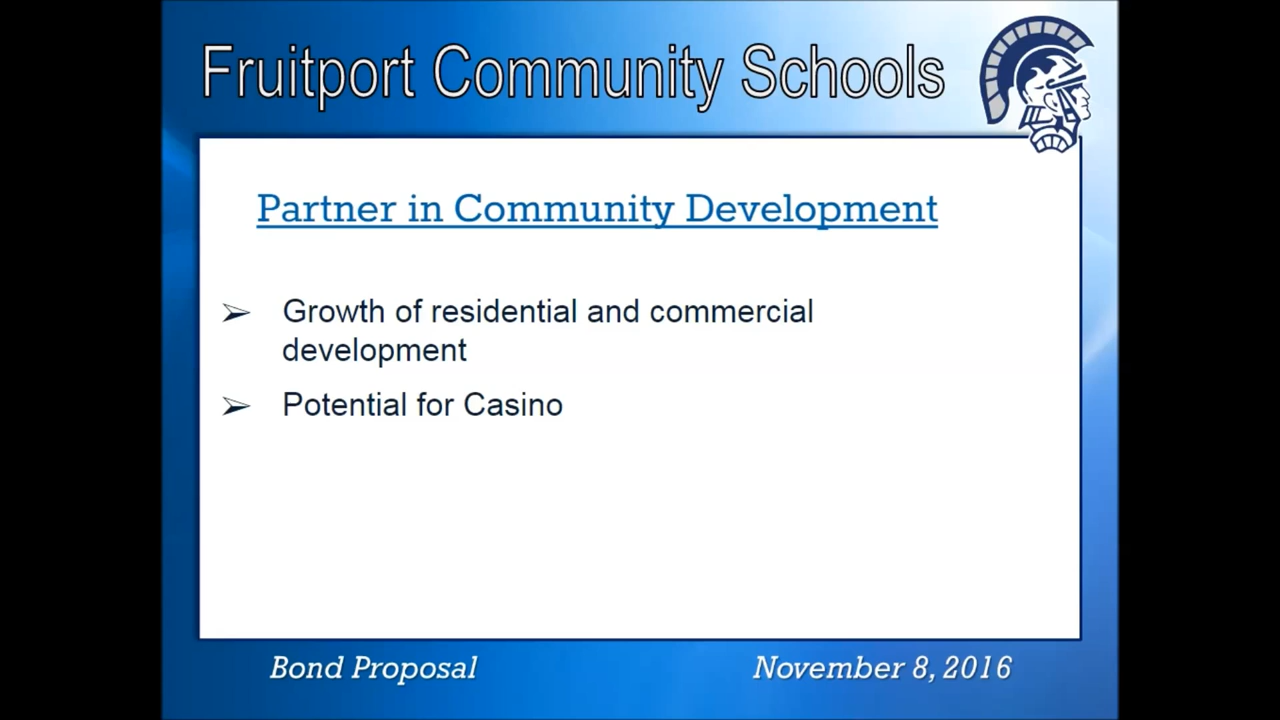 Fruitport Community Schools
Partner in Community Development
➢ Growth of residential and commercial
development
➢ Potential for Casino
Bond Proposal November 8, 2016